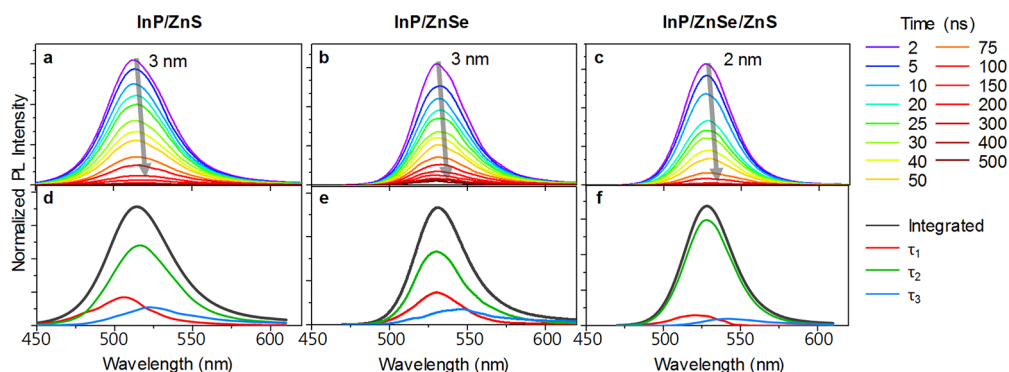 InP/ZnS
InP/ZnSe
InP/ZnSe/ZnS
Time (ns)
a
3 nm
b
3 nm
c
2 nm
2 75
5 100
10 150
20 200
25 300
30 400
40 500
50
Normalized PL Intensity
d
e
f
Integrated
τ1
τ2
τ3
450 500 550 600
450 500 550 600
450 500 550 600
Wavelength (nm)
Wavelength (nm)
Wavelength (nm)